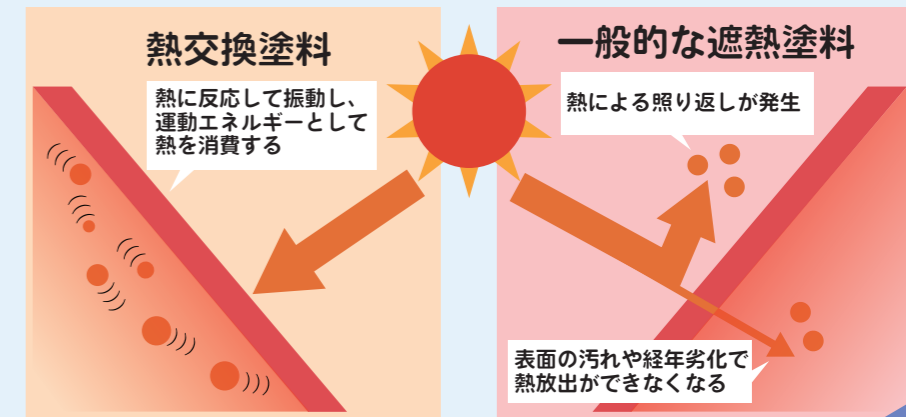 熱交換塗料
熱に反応して振動し、
運動エネルギーとして
熱を消費する
一般的な遮熱塗料
熱による照り返しが発生
表面の汚れや経年劣化で
熱放出ができなくなる